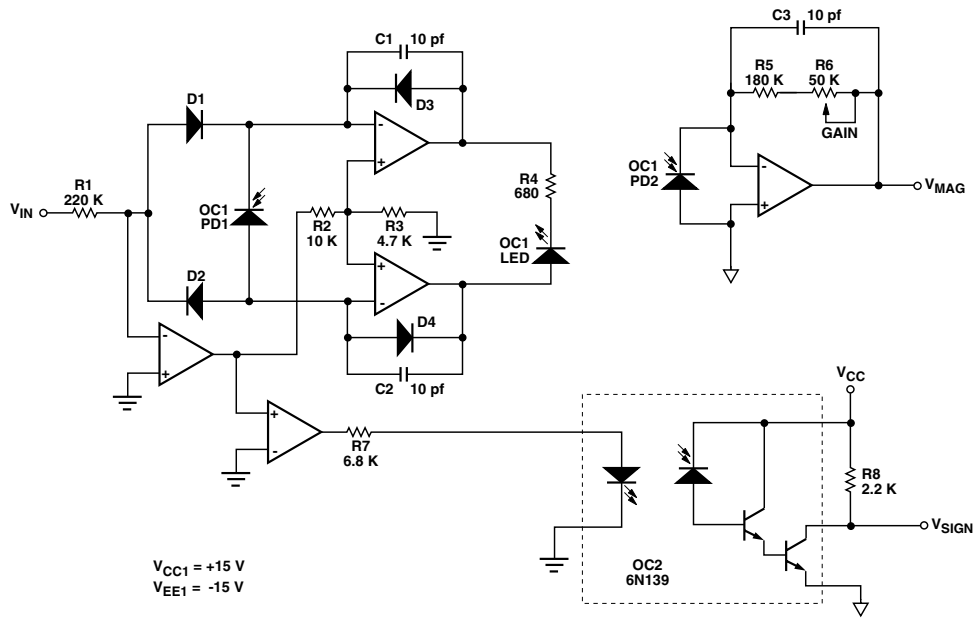 C1 10 pf
D3
D1
R1
220 K
V_IN
OC1
PD1
D2
R2
10 K
R3
4.7 K
-
+
+
-
R4
680
OC1
LED
D4
C2 10 pf
-
+
+
-
R7
6.8 K
V_CC1 = +15 V
V_EE1 = -15 V
C3 10 pf
R5
180 K
R6
50 K
GAIN
OC1
PD2
-
+
V_MAG
V_CC
R8
2.2 K
V_SIGN
OC2
6N139